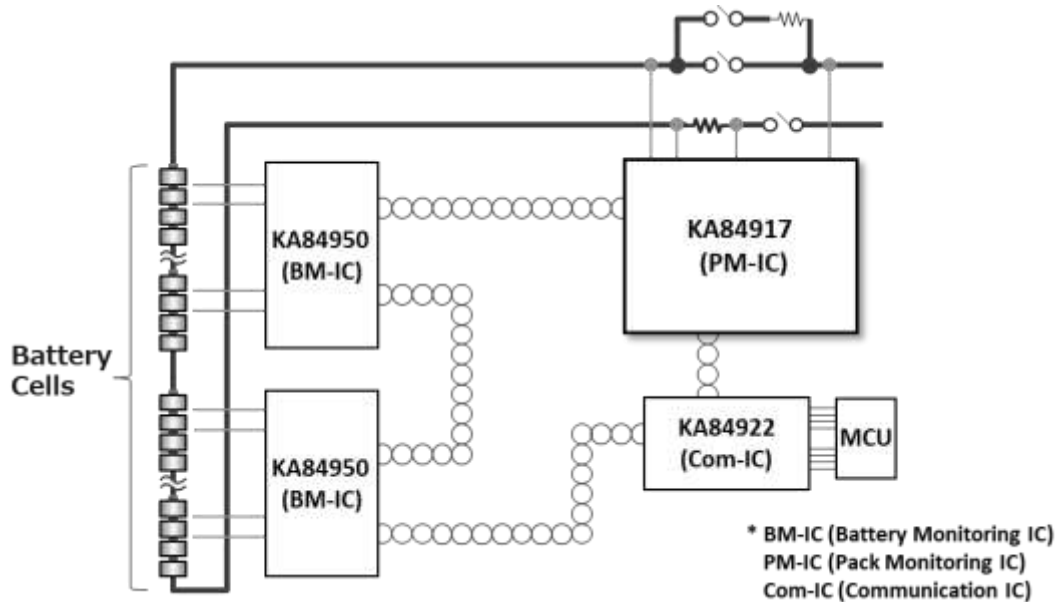 KA84950
(BM-IC)
KA84917
(PM-IC)
Battery
Cells
KA84950
(BM-IC)
KA84922
(Com-IC)
MCU
* BM-IC (Battery Monitoring IC)
PM-IC (Pack Monitoring IC)
Com-IC (Communication IC)